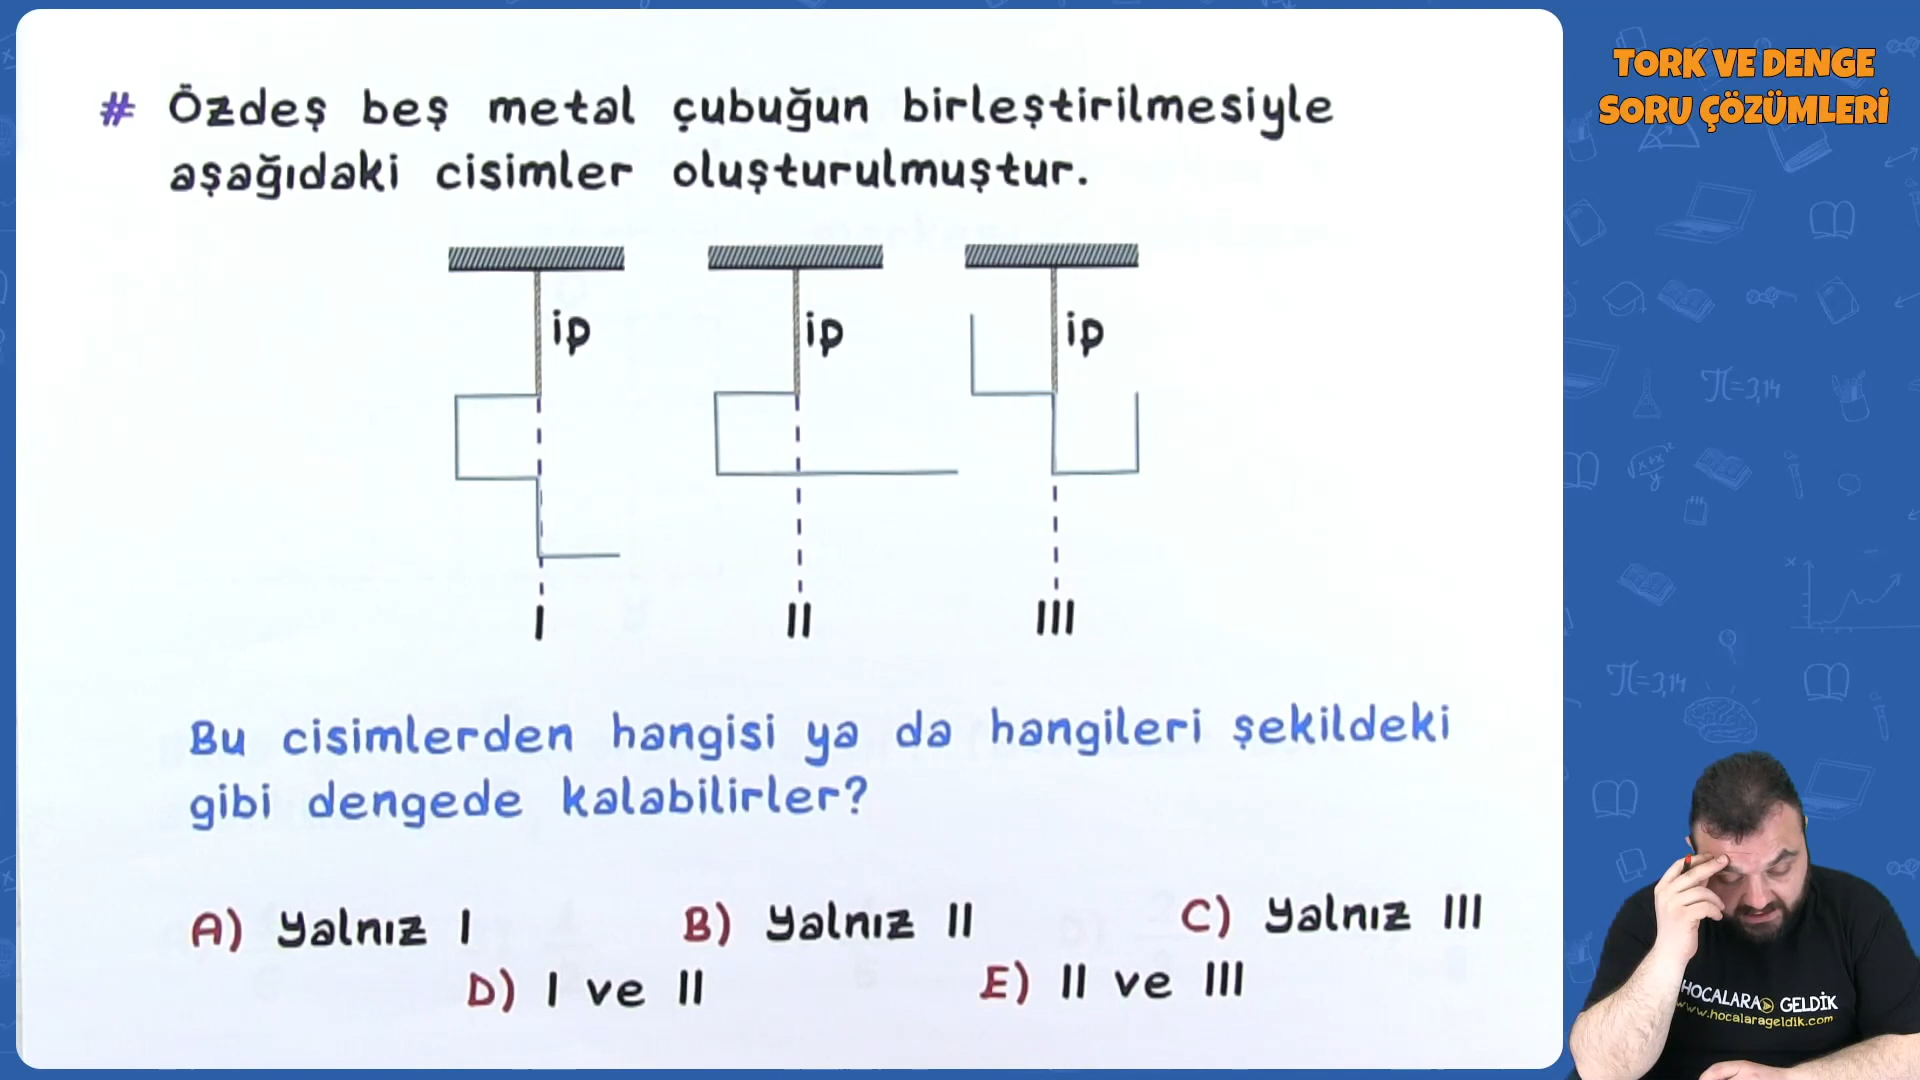 TORK VE DENGE
SORU ÇÖZÜMLERİ
# Özdeş beş metal çubuğun birleştirilmesiyle
aşağıdaki cisimler oluşturulmuştur.
ip ip ip
I II III
Bu cisimlerden hangisi ya da hangileri şekildeki
gibi dengede kalabilirler?
A) Yalnız I B) Yalnız II C) Yalnız III
D) I ve II E) II ve III
HOCALARA GELDİK
www.hocalarageldik.com
π=3,14
π=3,14